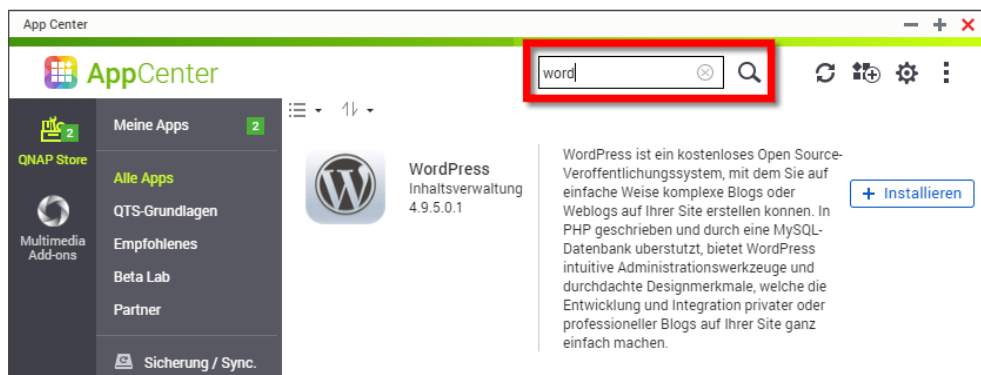 App Center
AppCenter
word
2
QNAP Store
Multimedia
Add-ons
Meine Apps 2
Alle Apps
QTS-Grundlagen
Empfohlenes
Beta Lab
Partner
Sicherung / Sync.
WordPress
Inhaltsverwaltung
4.9.5.0.1
WordPress ist ein kostenloses Open Source-
Veroffentlichungssystem, mit dem Sie auf
einfache Weise komplexe Blogs oder
Weblogs auf Ihrer Site erstellen konnen. In
PHP geschrieben und durch eine MySQL-
Datenbank uberstutzt, bietet WordPress
intuitive Administrationswerkzeuge und
durchdachte Designmerkmale, welche die
Entwicklung und Integration privater oder
professioneller Blogs auf Ihrer Site ganz
einfach machen.
+ Installieren